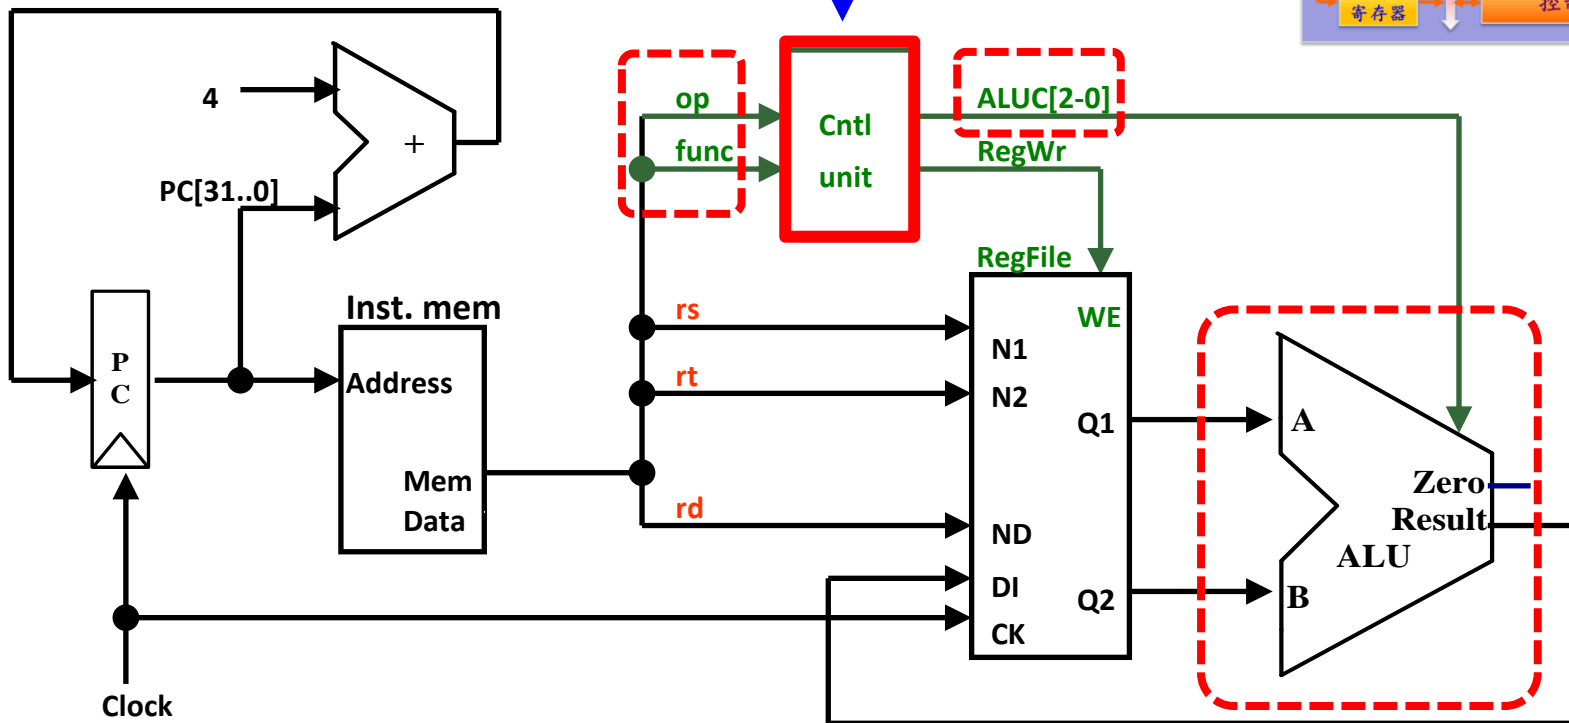 寄存器
4
+
PC[31..0]
op
func
Cntl
unit
ALUC[2-0]
RegWr
RegFile
P
C
Inst. mem
Address
Mem
Data
rs
rt
rd
WE
N1
N2
Q1
ND
DI
Q2
CK
A
B
Zero
Result
ALU
Clock